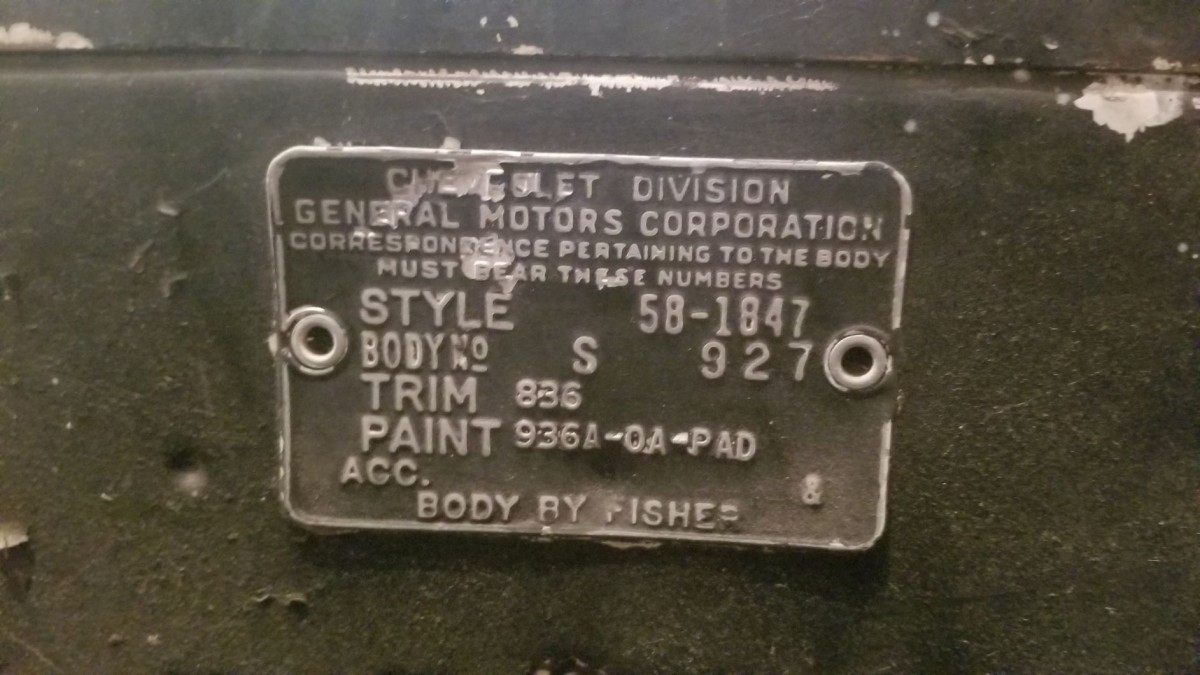 CHEVROLET DIVISION
GENERAL MOTORS CORPORATION
CORRESPONDENCE PERTAINING TO THE BODY
MUST BEAR THESE NUMBERS
STYLE 58-1847
BODY No S 927
TRIM 836
PAINT 936A-0A-PAD
ACC.
&
BODY BY FISHER